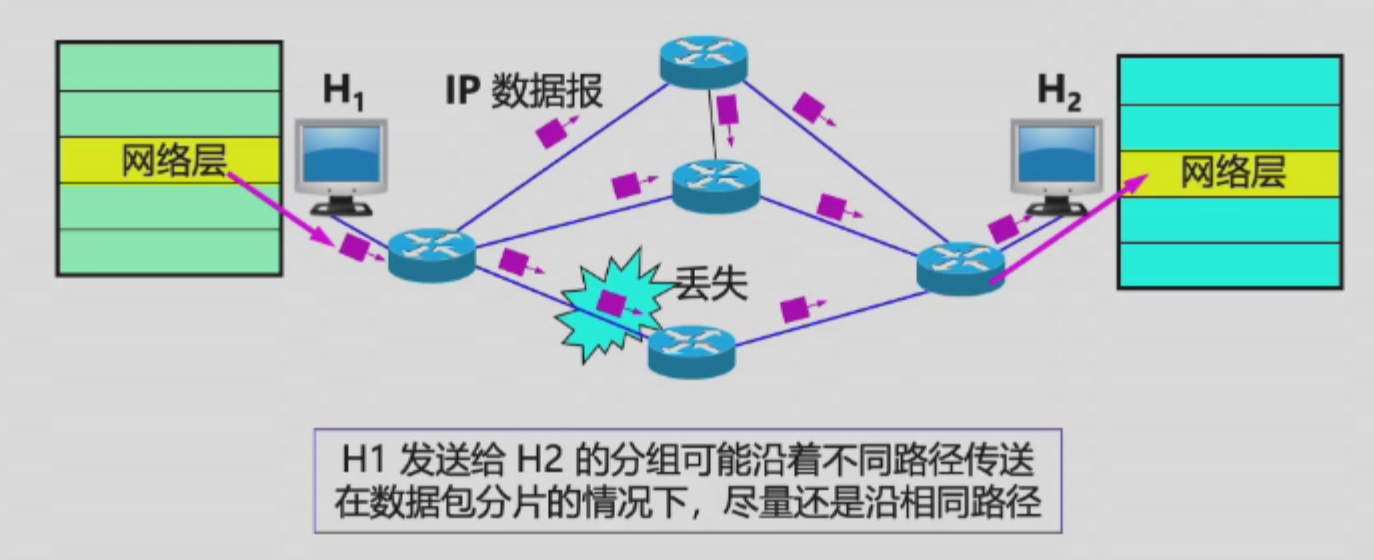 H₁
IP 数据报
H₂
网络层
网络层
丢失
H1 发送给 H2 的分组可能沿着不同路径传送
在数据包分片的情况下，尽量还是沿相同路径